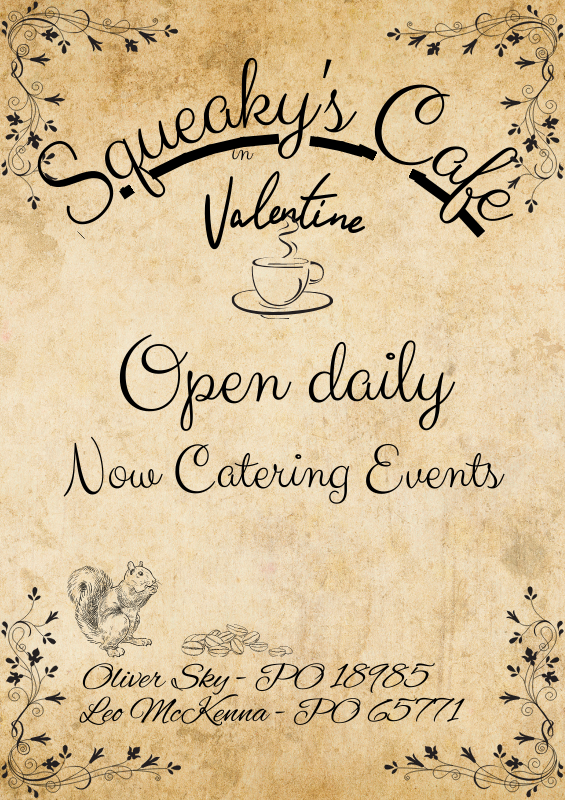 Squeaky's Cafe
in
Valentine
Open daily
Now Catering Events
Oliver Sky - PO 18985
Leo McKenna - PO 65771